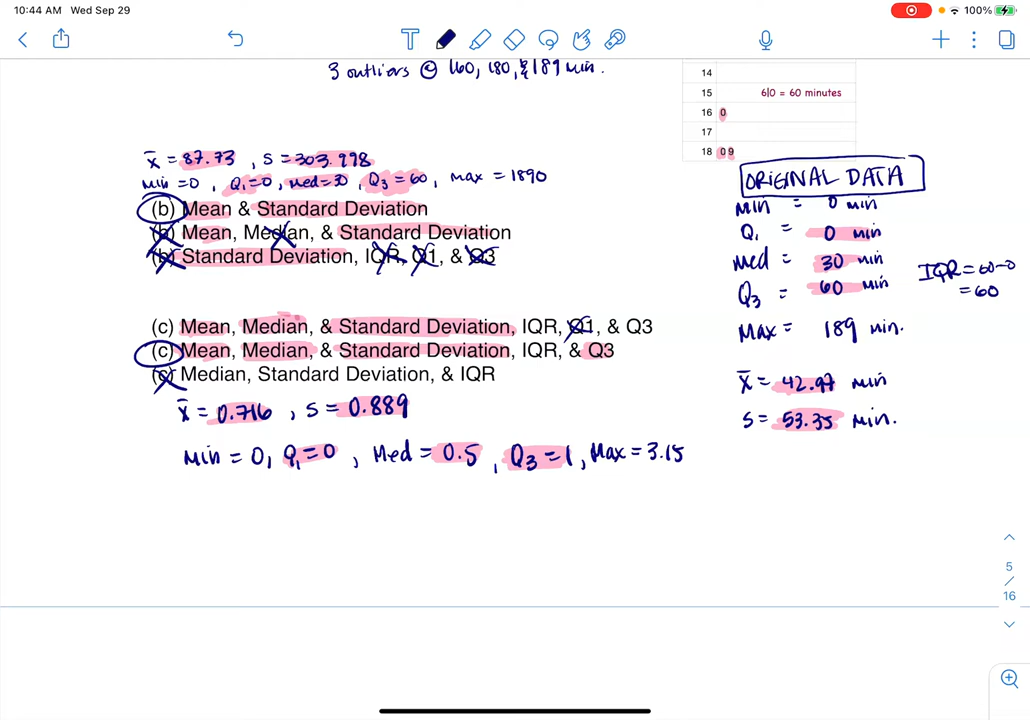 10:44 AM Wed Sep 29
100%
3 outliers @ 160, 180, & 189 min.
14
15 6|0 = 60 minutes
16 0
17
18 0 9
x̄ = 87.73 , s = 303.998
Min = 0 , Q₁ = 0 , Med = 30 , Q₃ = 60 , max = 1890
(b) Mean & Standard Deviation
(b) Mean, Median, & Standard Deviation
(b) Standard Deviation, IQR, Q1, & Q3
(c) Mean, Median, & Standard Deviation, IQR, Q1, & Q3
(c) Mean, Median, & Standard Deviation, IQR, & Q3
(c) Median, Standard Deviation, & IQR
x̄ = 0.716 , s = 0.889
Min = 0, Q₁ = 0 , Med = 0.5 , Q₃ = 1 , Max = 3.15
ORIGINAL DATA
Min = 0 min
Q₁ = 0 min
Med = 30 min
Q₃ = 60 min
Max = 189 min.
IQR = 60-0
= 60
x̄ = 42.97 min
s = 53.35 min.
5
/
16